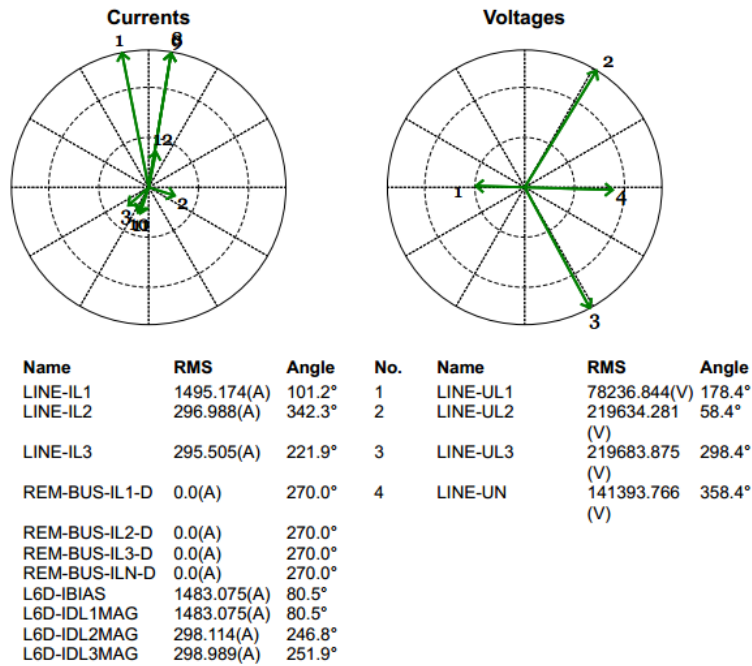 Currents
Voltages
1
2
12
3
2
1
4
3
Name RMS Angle No. Name RMS Angle
LINE-IL1 1495.174(A) 101.2° 1 LINE-UL1 78236.844(V) 178.4°
LINE-IL2 296.988(A) 342.3° 2 LINE-UL2 219634.281 58.4°
(V)
LINE-IL3 295.505(A) 221.9° 3 LINE-UL3 219683.875 298.4°
(V)
REM-BUS-IL1-D 0.0(A) 270.0° 4 LINE-UN 141393.766 358.4°
(V)
REM-BUS-IL2-D 0.0(A) 270.0°
REM-BUS-IL3-D 0.0(A) 270.0°
REM-BUS-ILN-D 0.0(A) 270.0°
L6D-IBIAS 1483.075(A) 80.5°
L6D-IDL1MAG 1483.075(A) 80.5°
L6D-IDL2MAG 298.114(A) 246.8°
L6D-IDL3MAG 298.989(A) 251.9°